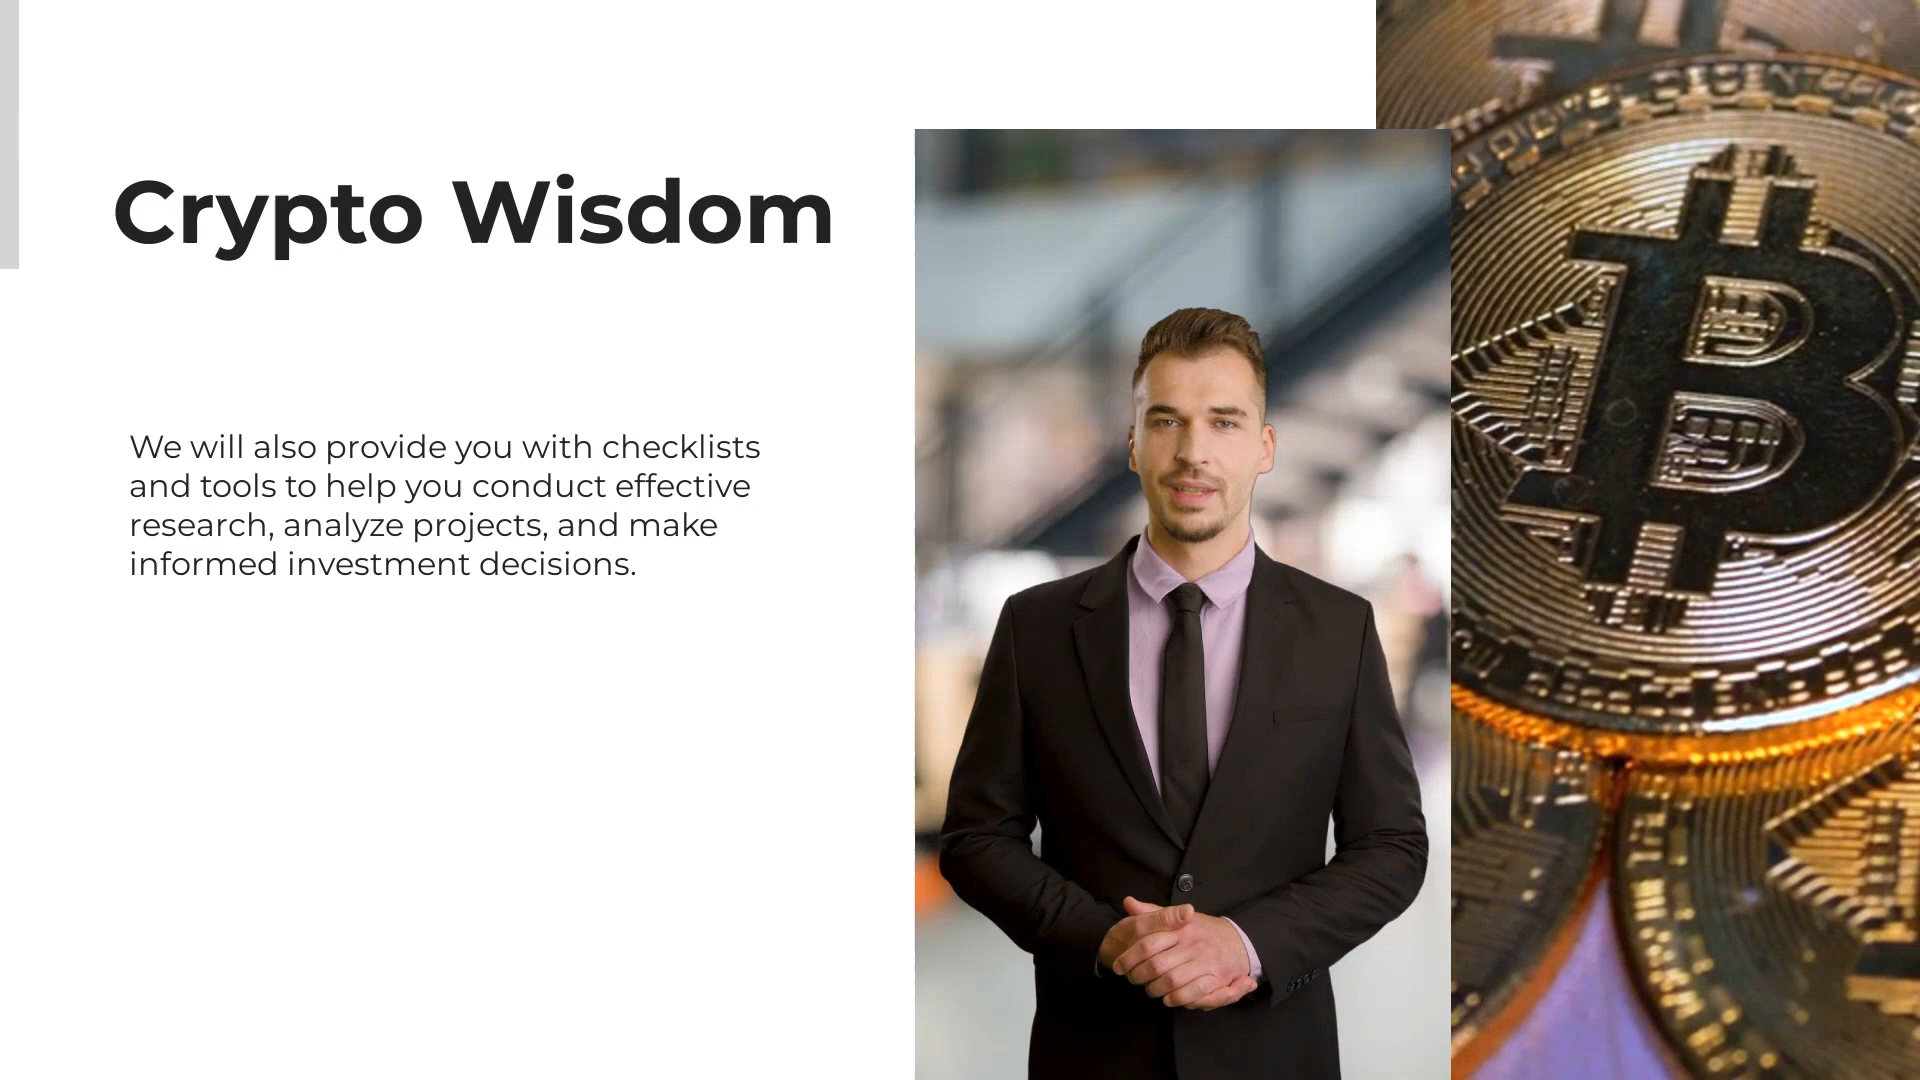 Crypto Wisdom
We will also provide you with checklists
and tools to help you conduct effective
research, analyze projects, and make
informed investment decisions.